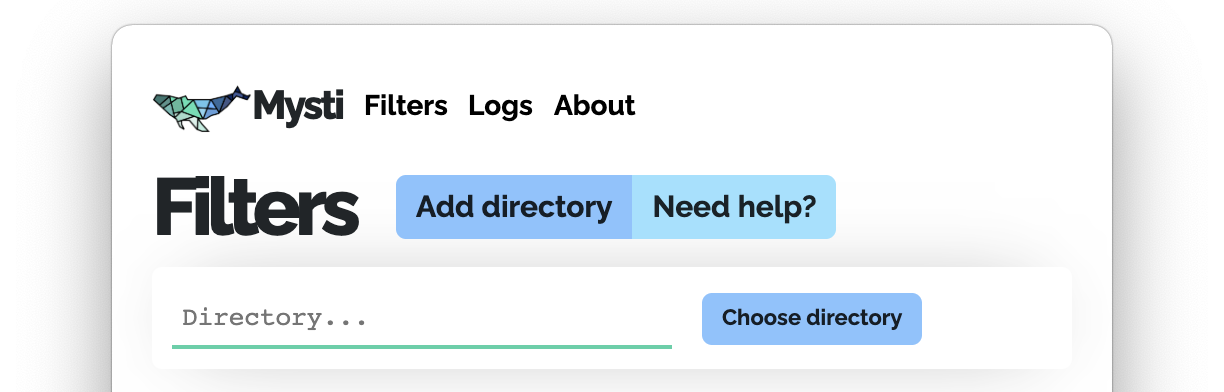 Mysti Filters Logs About
Filters Add directory Need help?
Directory... Choose directory